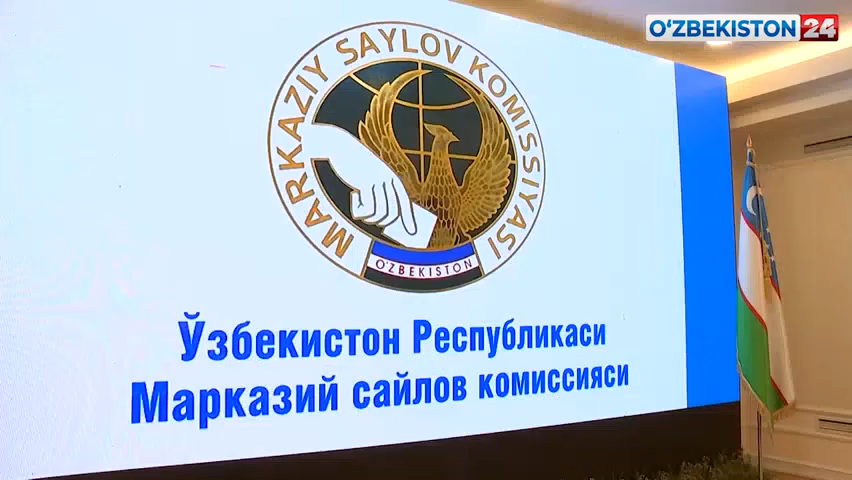 O‘ZBEKISTON 24
MARKAZIY SAYLOV KOMISSIYASI
O'ZBEKISTON
Ўзбекистон Республикаси
Марказий сайлов комиссияси